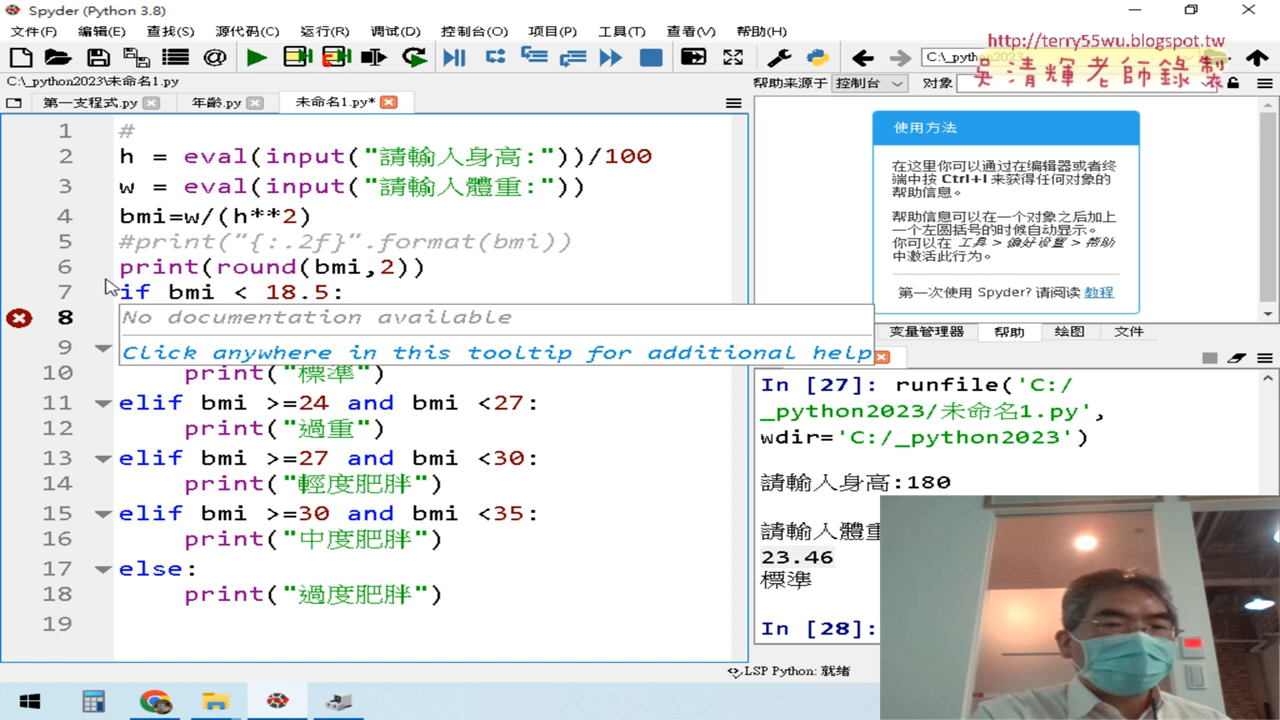 Spyder (Python 3.8)
文件(F) 编辑(E) 查找(S) 源代码(C) 运行(R) 调试(D) 控制台(O) 项目(P) 工具(T) 查看(V) 帮助(H)
http://terry55wu.blogspot.tw
吳清輝老師錄製
C:\_python2023\未命名1.py
第一支程式.py
年齡.py
未命名1.py*
1 #
2 h = eval(input("請輸入身高:"))/100
3 w = eval(input("請輸入體重:"))
4 bmi=w/(h**2)
5 #print("{:.2f}".format(bmi))
6 print(round(bmi,2))
7 if bmi < 18.5:
8
No documentation available
Click anywhere in this tooltip for additional help
9
10 print("標準")
11 elif bmi >=24 and bmi <27:
12 print("過重")
13 elif bmi >=27 and bmi <30:
14 print("輕度肥胖")
15 elif bmi >=30 and bmi <35:
16 print("中度肥胖")
17 else:
18 print("過度肥胖")
19
帮助来源于 控制台 对象
使用方法
在这里你可以通过在编辑器或者终
端中按 Ctrl+I 来获得任何对象的
帮助信息。
帮助信息可以在一个对象之后加上
一个左圆括号的时候自动显示。
你可以在 工具 > 偏好设置 > 帮助
中激活此行为。
第一次使用 Spyder? 请阅读 教程
变量管理器 帮助 绘图 文件
In [27]: runfile('C:/
_python2023/未命名1.py',
wdir='C:/_python2023')
請輸入身高:180
請輸入體重
23.46
標準
In [28]:
LSP Python: 就绪